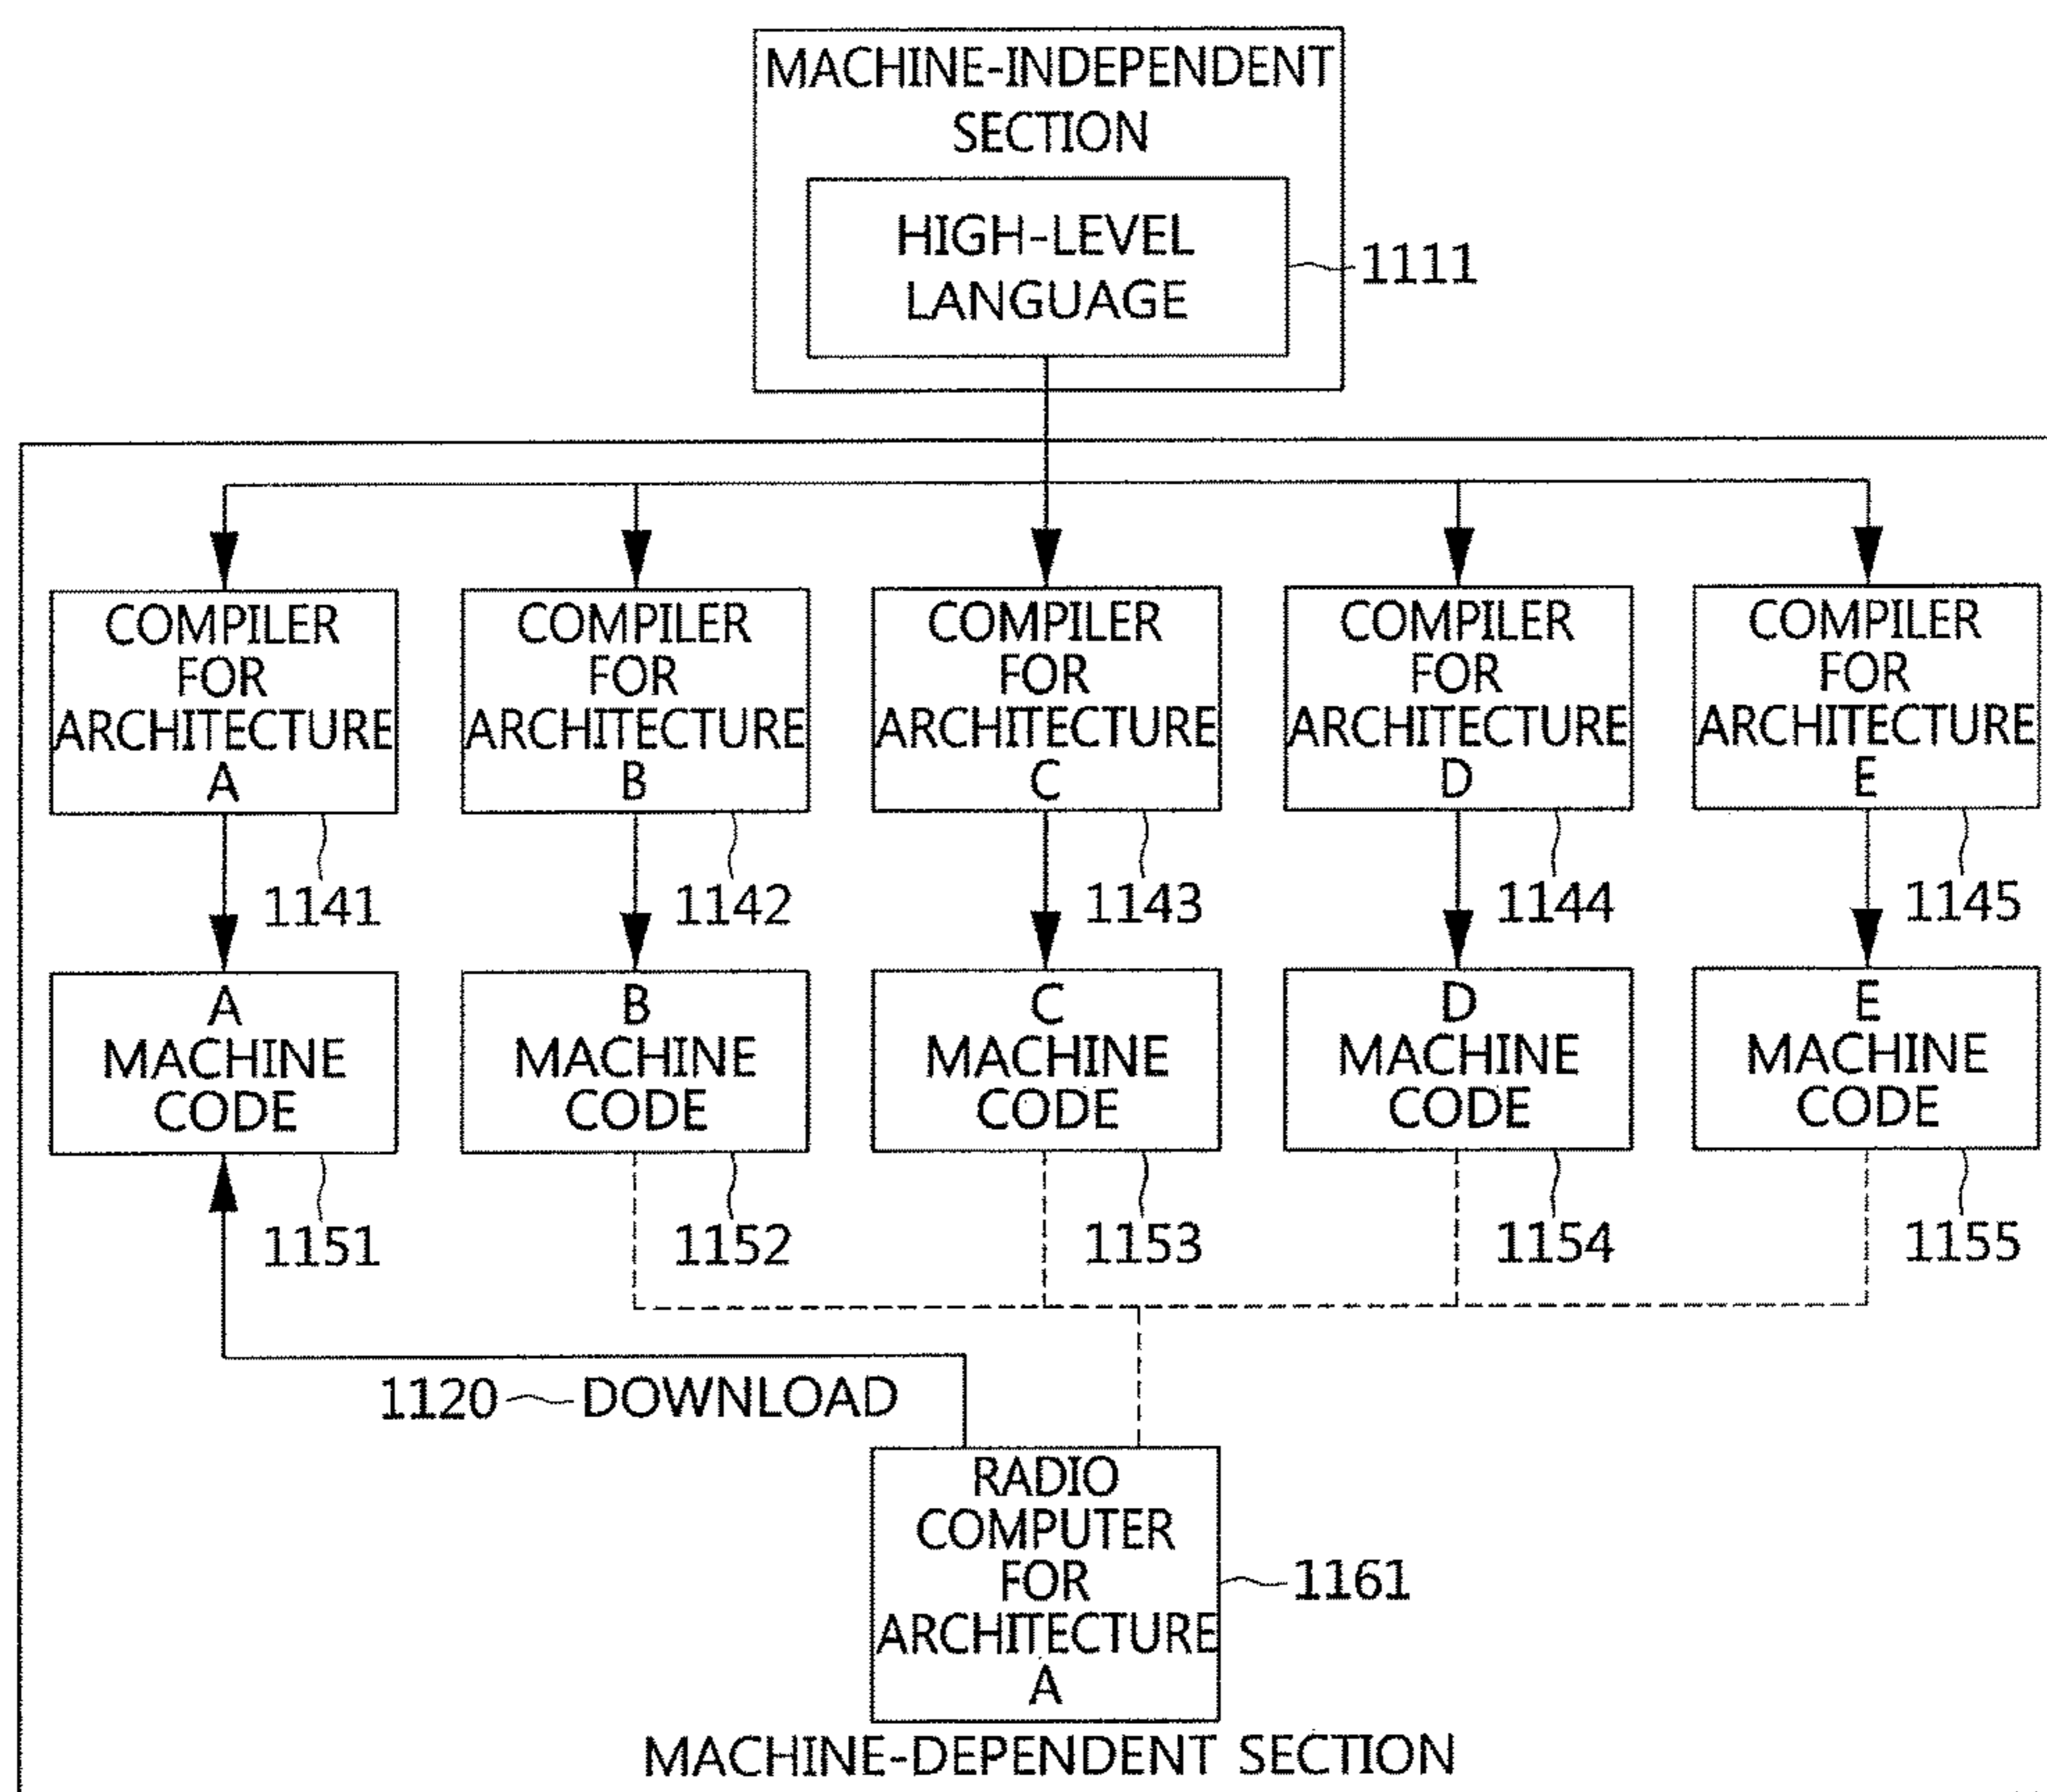 MACHINE-INDEPENDENT
SECTION
HIGH-LEVEL
LANGUAGE
1111
COMPILER
FOR
ARCHITECTURE
A
COMPILER
FOR
ARCHITECTURE
B
COMPILER
FOR
ARCHITECTURE
C
COMPILER
FOR
ARCHITECTURE
D
COMPILER
FOR
ARCHITECTURE
E
1141
1142
1143
1144
1145
A
MACHINE
CODE
B
MACHINE
CODE
C
MACHINE
CODE
D
MACHINE
CODE
E
MACHINE
CODE
1151
1152
1153
1154
1155
1120 DOWNLOAD
RADIO
COMPUTER
FOR
ARCHITECTURE
A
1161
MACHINE-DEPENDENT SECTION